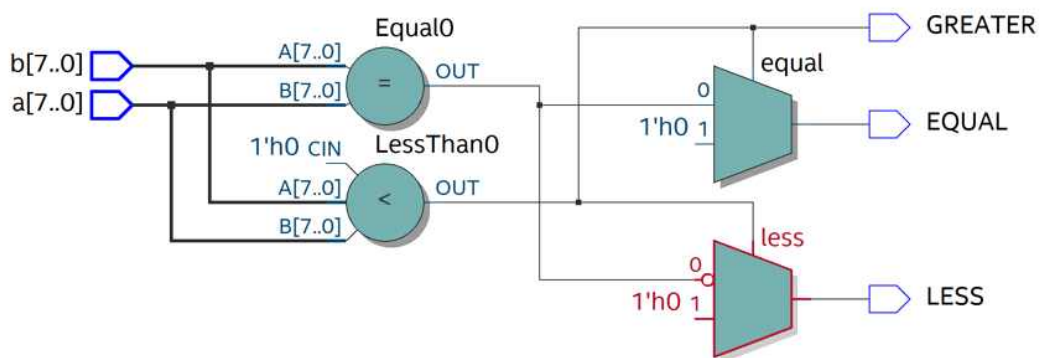 Equal0
GREATER
b[7..0]
A[7..0]
OUT
equal
a[7..0]
B[7..0]
=
0
1'h0 1
EQUAL
LessThan0
1'h0 CIN
A[7..0]
<
OUT
B[7..0]
less
0
1'h0 1
LESS